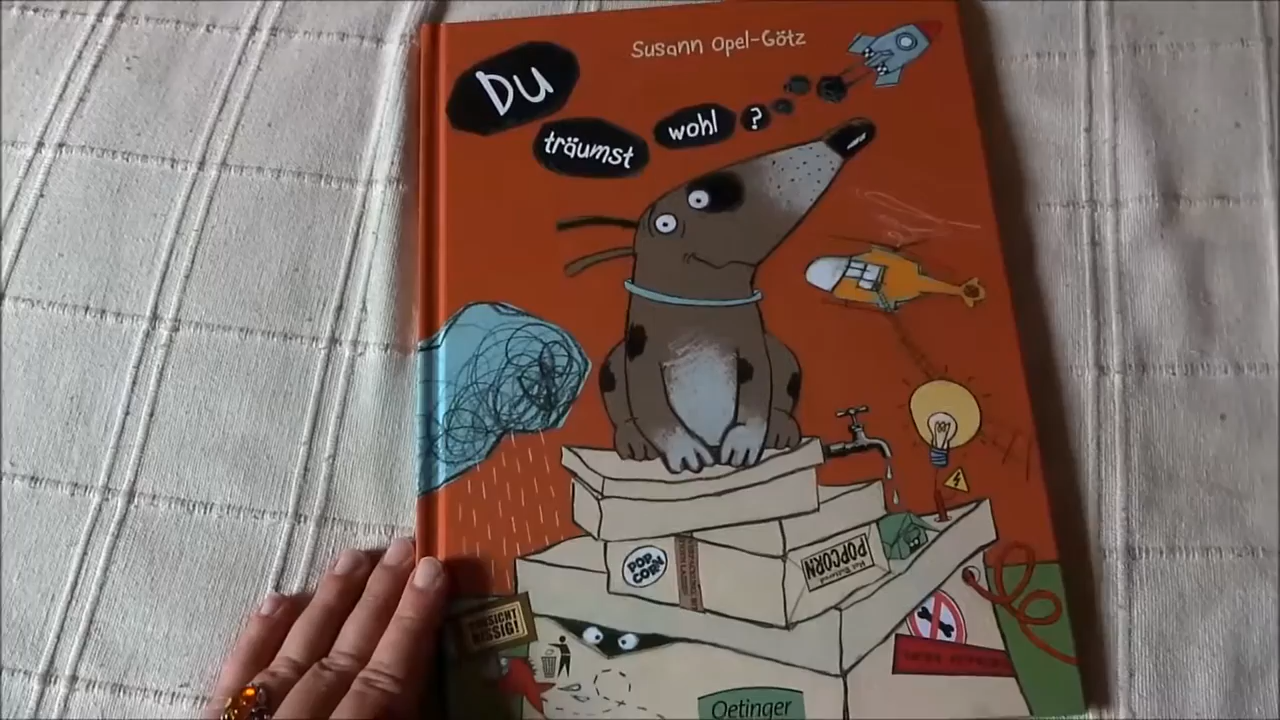 Susann Opel-Götz
Du
träumst
wohl
?
POP
CORN
POPCORN
VORSICHT
BISSIG!
Oetinger